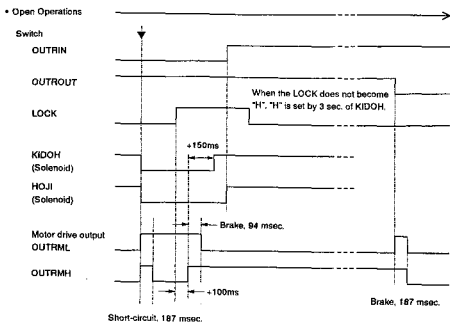 • Open Operations
Switch
OUTRIN
OUTROUT
When the LOCK does not become
"H", "H" is set by 3 sec. of KIDOH.
LOCK
+150ms
KIDOH
(Solenoid)
HOJI
(Solenoid)
Brake, 94 msec.
Motor drive output
OUTRML
OUTRMH
+100ms
Brake, 187 msec.
Short-circuit, 187 msec.